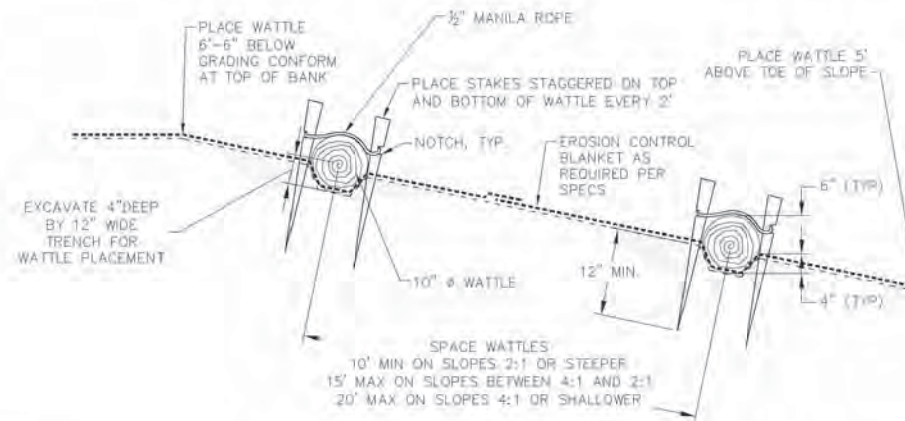 PLACE WATTLE
6'-6" BELOW
GRADING CONFORM
AT TOP OF BANK
½" MANILA ROPE
PLACE STAKES STAGGERED ON TOP
AND BOTTOM OF WATTLE EVERY 2'
PLACE WATTLE 5'
ABOVE TOE OF SLOPE
NOTCH, TYP.
EROSION CONTROL
BLANKET AS
REQUIRED PER
SPECS
EXCAVATE 4"DEEP
BY 12" WIDE
TRENCH FOR
WATTLE PLACEMENT
6" (TYP)
12" MIN.
10" ø WATTLE
4" (TYP)
SPACE WATTLES
10' MIN ON SLOPES 2:1 OR STEEPER
15' MAX ON SLOPES BETWEEN 4:1 AND 2:1
20' MAX ON SLOPES 4:1 OR SHALLOWER